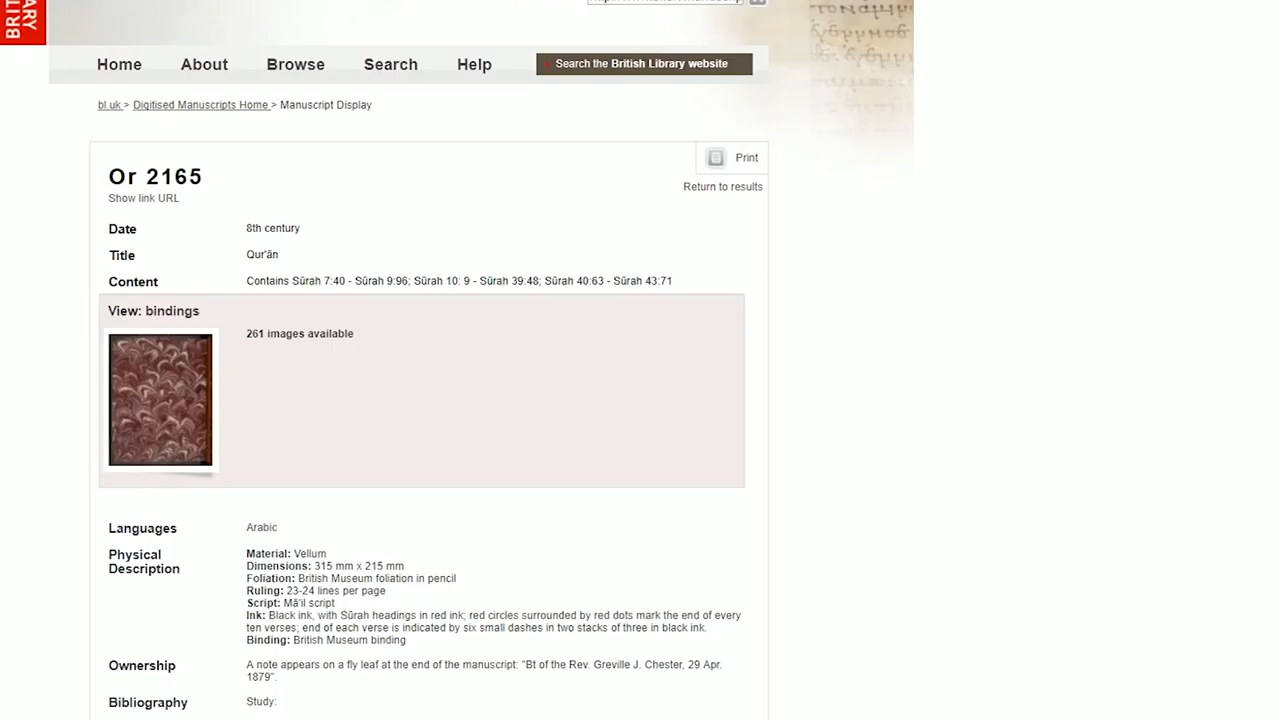 Home About Browse Search Help Search the British Library website
bl.uk > Digitised Manuscripts Home > Manuscript Display
Print
Or 2165
Return to results
Show link URL
Date 8th century
Title Qur'ān
Content Contains Sūrah 7:40 - Sūrah 9:96; Sūrah 10: 9 - Sūrah 39:48; Sūrah 40:63 - Sūrah 43:71
View: bindings
261 images available
Languages Arabic
Physical Description
Material: Vellum
Dimensions: 315 mm x 215 mm
Foliation: British Museum foliation in pencil
Ruling: 23-24 lines per page
Script: Mā'il script
Ink: Black ink, with Sūrah headings in red ink; red circles surrounded by red dots mark the end of every
ten verses; end of each verse is indicated by six small dashes in two stacks of three in black ink.
Binding: British Museum binding
Ownership A note appears on a fly leaf at the end of the manuscript: "Bt of the Rev. Greville J. Chester, 29 Apr.
1879".
Bibliography Study: